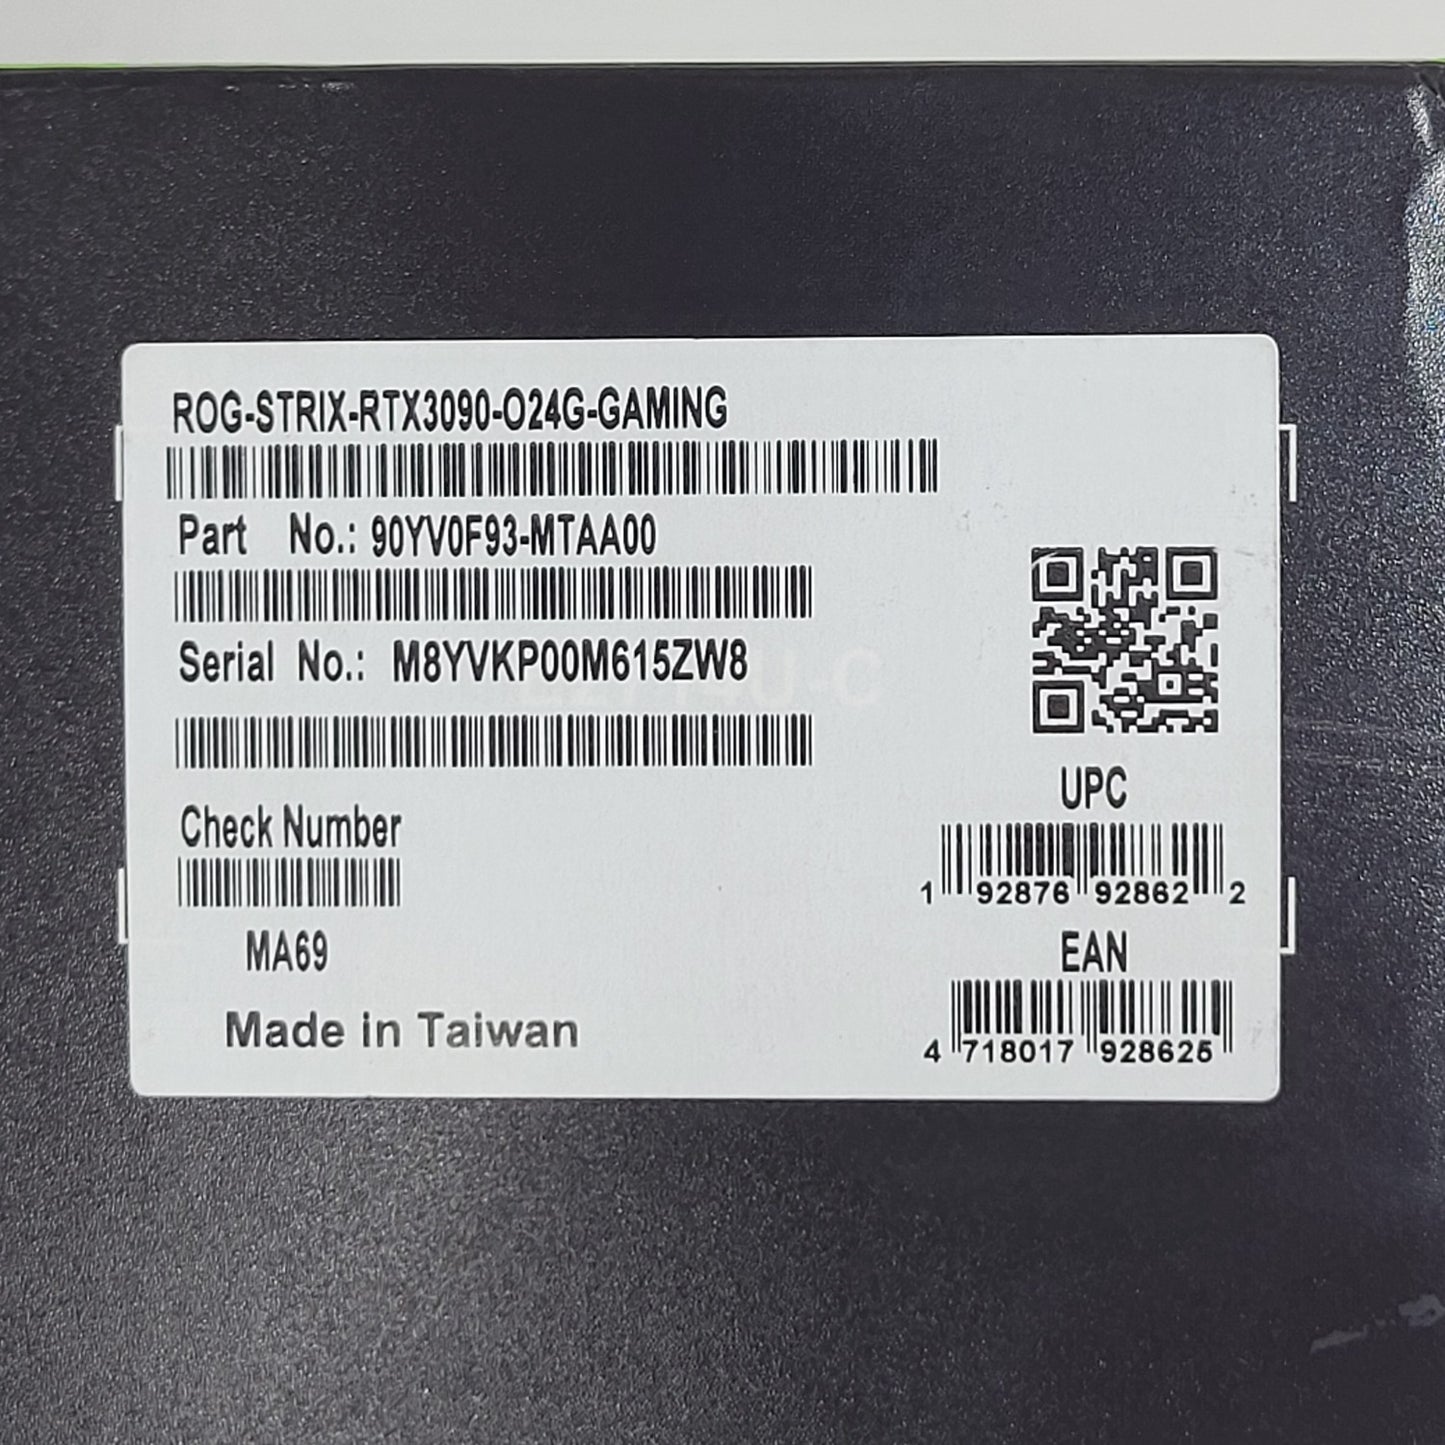 ROG-STRIX-RTX3090-O24G-GAMING
Part No.: 90YV0F93-MTAA00
Serial No.: M8YVKP00M615ZW8
Check Number
MA69
Made in Taiwan
UPC
1 92876 92862 2
EAN
4 718017 928625